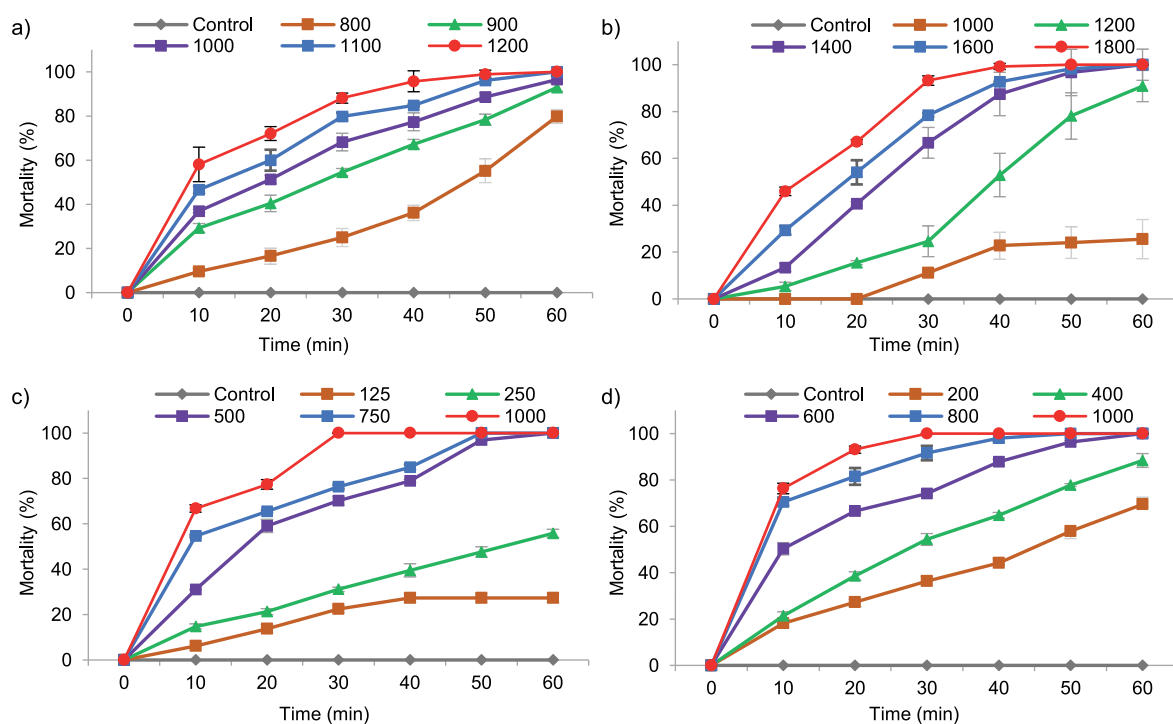 a)
Control 800 900
1000 1100 1200
100
80
60
40
20
0
Mortality (%)
0 10 20 30 40 50 60
Time (min)
b)
Control 1000 1200
1400 1600 1800
100
80
60
40
20
0
Mortality (%)
0 10 20 30 40 50 60
Time (min)
c)
Control 125 250
500 750 1000
100
80
60
40
20
0
Mortality (%)
0 10 20 30 40 50 60
Time (min)
d)
Control 200 400
600 800 1000
100
80
60
40
20
0
Mortality (%)
0 10 20 30 40 50 60
Time (min)